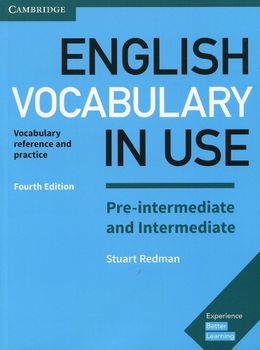 CAMBRIDGE
ENGLISH
VOCABULARY
IN USE
Vocabulary
reference and
practice
Fourth Edition
Pre-intermediate
and Intermediate
Stuart Redman
Experience
Better
Learning